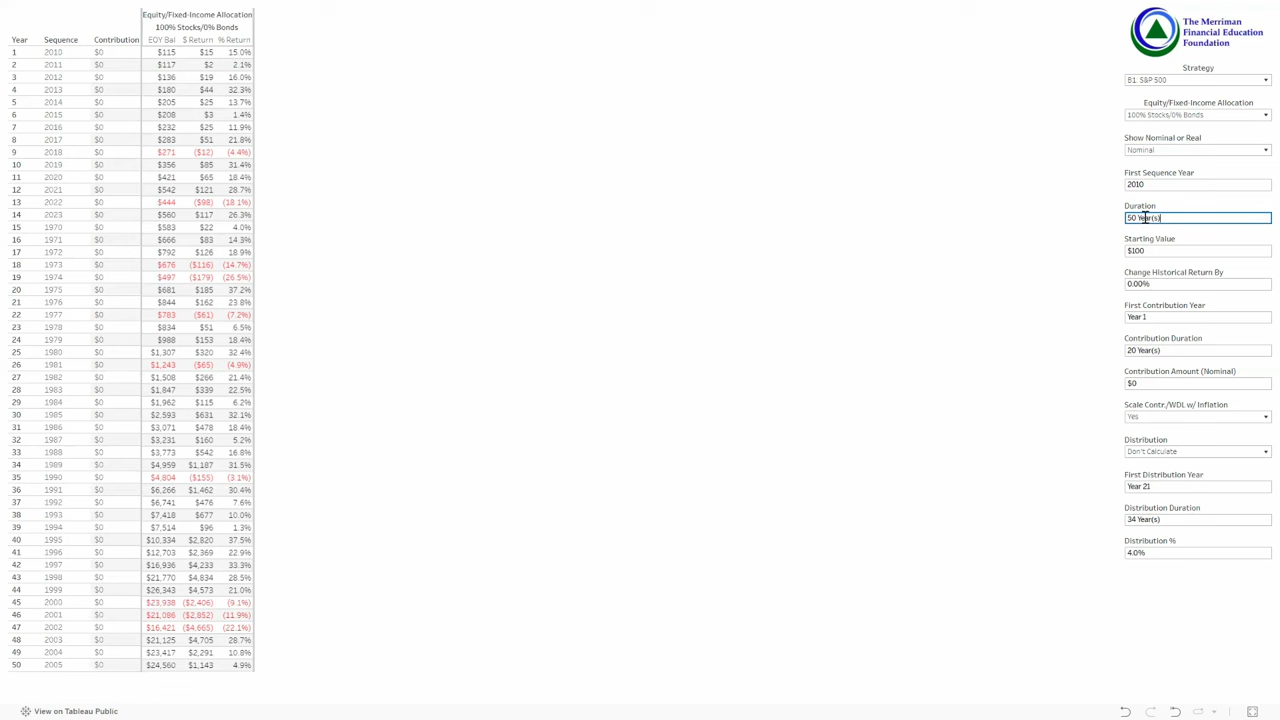 Equity/Fixed-Income Allocation
100% Stocks/0% Bonds
Year Sequence Contribution EOY Bal $ Return % Return
1 2010 $0 $115 $15 15.0%
2 2011 $0 $117 $2 2.1%
3 2012 $0 $136 $19 16.0%
4 2013 $0 $180 $44 32.3%
5 2014 $0 $205 $25 13.7%
6 2015 $0 $208 $3 1.4%
7 2016 $0 $232 $25 11.9%
8 2017 $0 $283 $51 21.8%
9 2018 $0 $271 ($12) (4.4%)
10 2019 $0 $356 $85 31.4%
11 2020 $0 $421 $65 18.4%
12 2021 $0 $542 $121 28.7%
13 2022 $0 $444 ($98) (18.1%)
14 2023 $0 $560 $117 26.3%
15 1970 $0 $583 $22 4.0%
16 1971 $0 $666 $83 14.3%
17 1972 $0 $792 $126 18.9%
18 1973 $0 $676 ($116) (14.7%)
19 1974 $0 $497 ($179) (26.5%)
20 1975 $0 $681 $185 37.2%
21 1976 $0 $844 $162 23.8%
22 1977 $0 $783 ($61) (7.2%)
23 1978 $0 $834 $51 6.5%
24 1979 $0 $988 $153 18.4%
25 1980 $0 $1,307 $320 32.4%
26 1981 $0 $1,243 ($65) (4.9%)
27 1982 $0 $1,508 $266 21.4%
28 1983 $0 $1,847 $339 22.5%
29 1984 $0 $1,962 $115 6.2%
30 1985 $0 $2,593 $631 32.1%
31 1986 $0 $3,071 $478 18.4%
32 1987 $0 $3,231 $160 5.2%
33 1988 $0 $3,773 $542 16.8%
34 1989 $0 $4,959 $1,187 31.5%
35 1990 $0 $4,804 ($155) (3.1%)
36 1991 $0 $6,266 $1,462 30.4%
37 1992 $0 $6,741 $476 7.6%
38 1993 $0 $7,418 $677 10.0%
39 1994 $0 $7,514 $96 1.3%
40 1995 $0 $10,334 $2,820 37.5%
41 1996 $0 $12,703 $2,369 22.9%
42 1997 $0 $16,936 $4,233 33.3%
43 1998 $0 $21,770 $4,834 28.5%
44 1999 $0 $26,343 $4,573 21.0%
45 2000 $0 $23,938 ($2,406) (9.1%)
46 2001 $0 $21,086 ($2,852) (11.9%)
47 2002 $0 $16,421 ($4,665) (22.1%)
48 2003 $0 $21,125 $4,705 28.7%
49 2004 $0 $23,417 $2,291 10.8%
50 2005 $0 $24,560 $1,143 4.9%
The Merriman
Financial Education
Foundation
Strategy
B1: S&P 500
Equity/Fixed-Income Allocation
100% Stocks/0% Bonds
Show Nominal or Real
Nominal
First Sequence Year
2010
Duration
50 Year(s)
Starting Value
$100
Change Historical Return By
0.00%
First Contribution Year
Year 1
Contribution Duration
20 Year(s)
Contribution Amount (Nominal)
$0
Scale Contr./WDL w/ Inflation
Yes
Distribution
Don't Calculate
First Distribution Year
Year 21
Distribution Duration
34 Year(s)
Distribution %
4.0%
View on Tableau Public